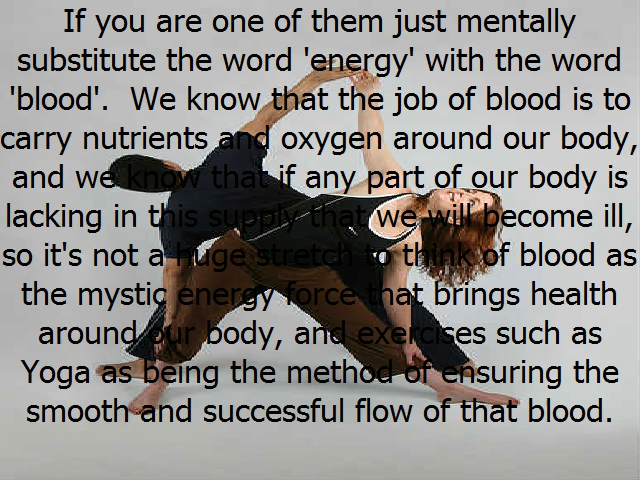 If you are one of them just mentally
substitute the word 'energy' with the word
'blood'.  We know that the job of blood is to
carry nutrients and oxygen around our body,
and we know that if any part of our body is
lacking in this supply that we will become ill,
so it's not a huge stretch to think of blood as
the mystic energy force that brings health
around our body, and exercises such as
Yoga as being the method of ensuring the
smooth and successful flow of that blood.